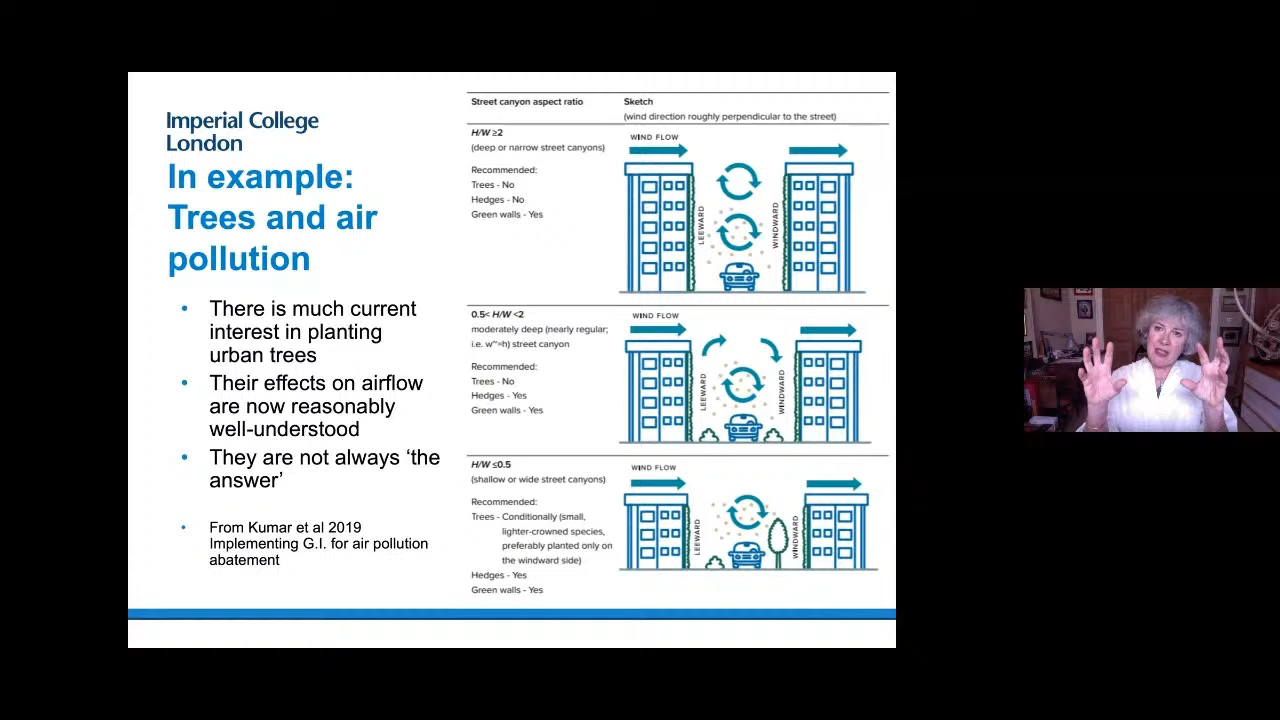 Imperial College
London
In example:
Trees and air
pollution
• There is much current
interest in planting
urban trees
• Their effects on airflow
are now reasonably
well-understood
• They are not always ‘the
answer’
• From Kumar et al 2019
Implementing G.I. for air pollution
abatement
Street canyon aspect ratio
Sketch
(wind direction roughly perpendicular to the street)
H/W ≥2
(deep or narrow street canyons)
Recommended:
Trees - No
Hedges - No
Green walls - Yes
WIND FLOW
LEEWARD
WINDWARD
0.5< H/W <2
moderately deep (nearly regular;
i.e. w~=h) street canyon
Recommended:
Trees - No
Hedges - Yes
Green walls - Yes
WIND FLOW
LEEWARD
WINDWARD
H/W ≤0.5
(shallow or wide street canyons)
Recommended:
Trees - Conditionally (small,
lighter-crowned species,
preferably planted only on
the windward side)
Hedges - Yes
Green walls - Yes
WIND FLOW
LEEWARD
WINDWARD